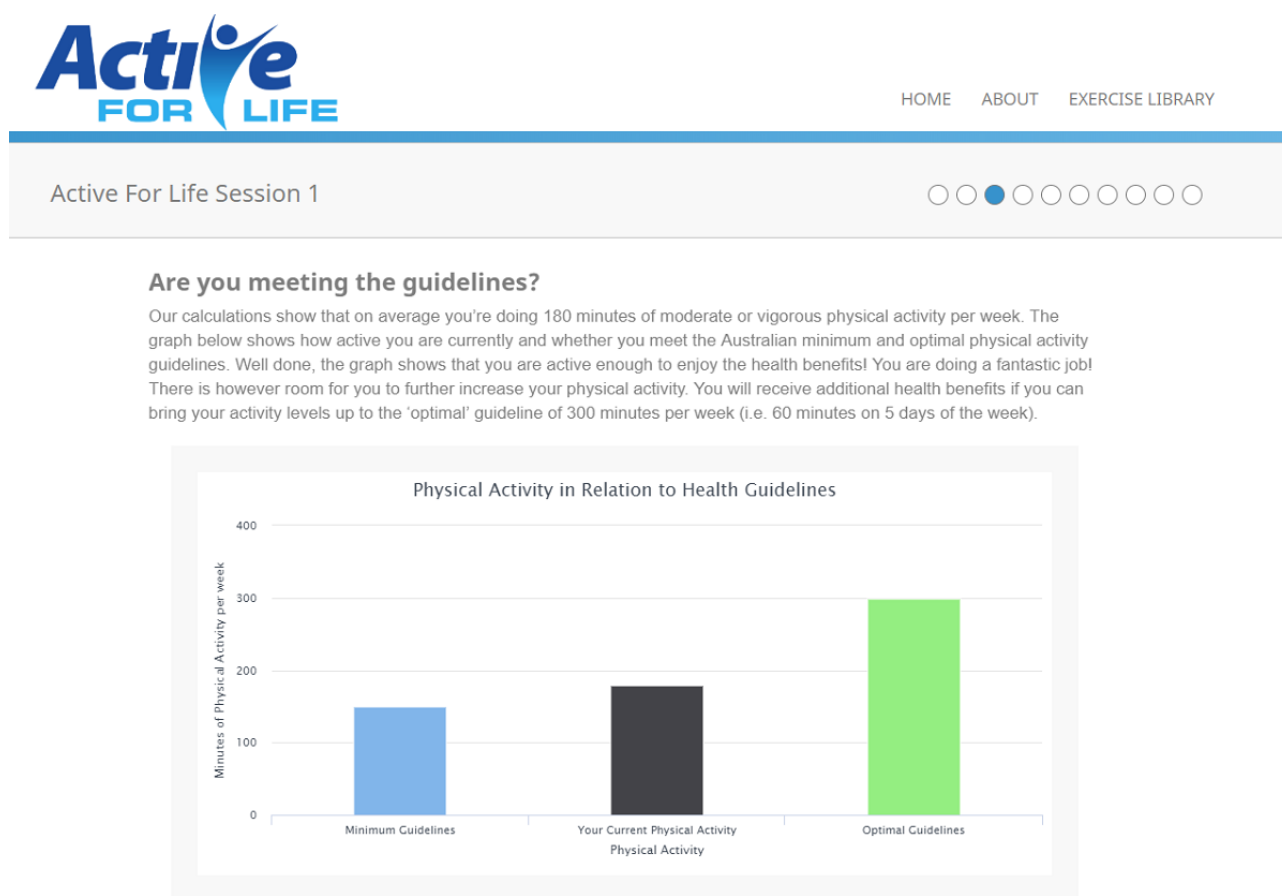 Active
FOR LIFE
HOME ABOUT EXERCISE LIBRARY
Active For Life Session 1
Are you meeting the guidelines?
Our calculations show that on average you’re doing 180 minutes of moderate or vigorous physical activity per week. The
graph below shows how active you are currently and whether you meet the Australian minimum and optimal physical activity
guidelines. Well done, the graph shows that you are active enough to enjoy the health benefits! You are doing a fantastic job!
There is however room for you to further increase your physical activity. You will receive additional health benefits if you can
bring your activity levels up to the ‘optimal’ guideline of 300 minutes per week (i.e. 60 minutes on 5 days of the week).
Physical Activity in Relation to Health Guidelines
Minutes of Physical Activity per week
400
300
200
100
0
Minimum Guidelines Your Current Physical Activity Optimal Guidelines
Physical Activity